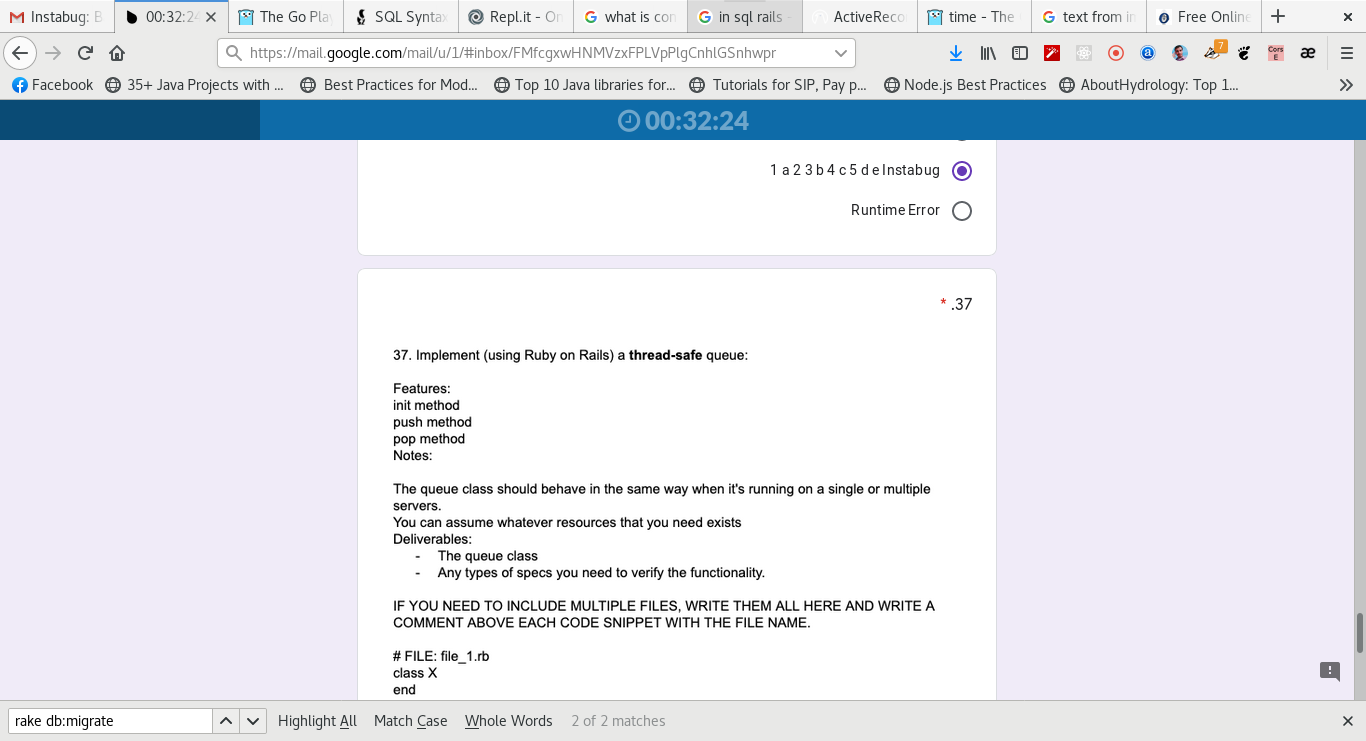 Instabug: B
00:32:24
The Go Pla
SQL Syntax
Repl.it - On
what is con
in sql rails -
ActiveReco
time - The
text from in
Free Online
https://mail.google.com/mail/u/1/#inbox/FMfcgxwHNMVzxFPLVpPlgCnhlGSnhwpr
7
Cors
E
æ
Facebook
35+ Java Projects with ...
Best Practices for Mod...
Top 10 Java libraries for...
Tutorials for SIP, Pay p...
Node.js Best Practices
AboutHydrology: Top 1...
00:32:24
1 a 2 3 b 4 c 5 d e Instabug
Runtime Error
* .37
37. Implement (using Ruby on Rails) a thread-safe queue:
Features:
init method
push method
pop method
Notes:
The queue class should behave in the same way when it's running on a single or multiple
servers.
You can assume whatever resources that you need exists
Deliverables:
- The queue class
- Any types of specs you need to verify the functionality.
IF YOU NEED TO INCLUDE MULTIPLE FILES, WRITE THEM ALL HERE AND WRITE A
COMMENT ABOVE EACH CODE SNIPPET WITH THE FILE NAME.
# FILE: file_1.rb
class X
end
rake db:migrate
Highlight All
Match Case
Whole Words
2 of 2 matches